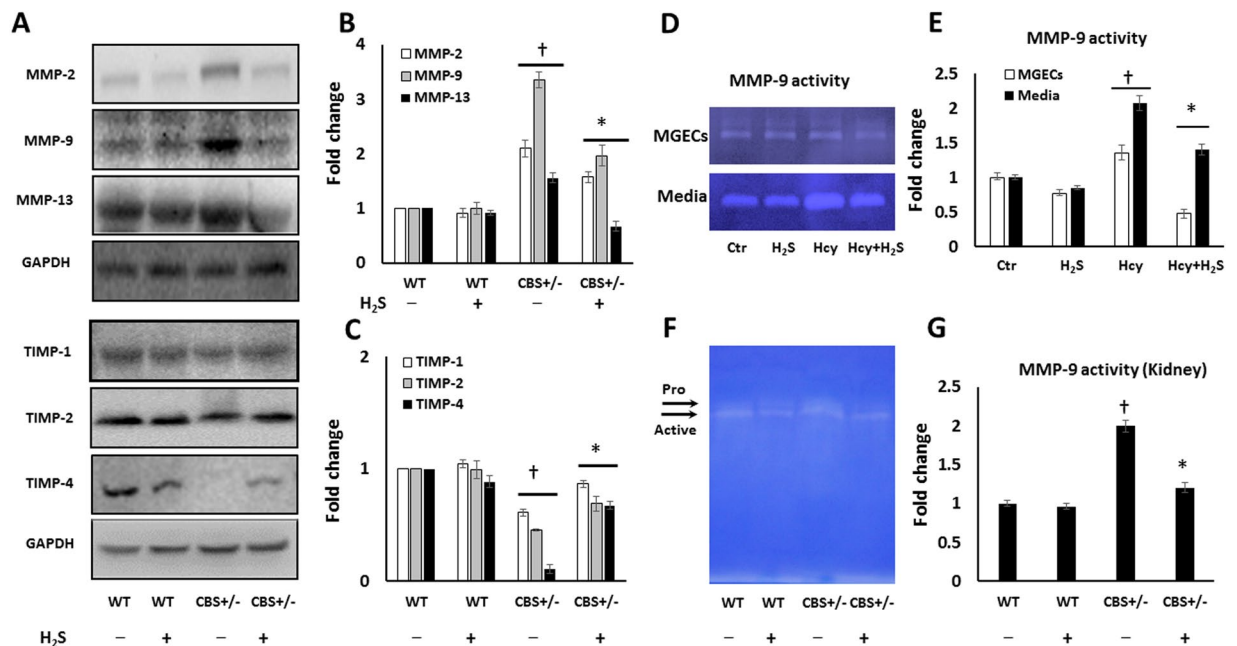 A
MMP-2
MMP-9
MMP-13
GAPDH
TIMP-1
TIMP-2
TIMP-4
GAPDH
WT WT CBS+/- CBS+/-
H₂S – + – +
B
4
3
2
1
0
Fold change
MMP-2
MMP-9
MMP-13
†
*
WT WT CBS+/- CBS+/-
H₂S – + – +
C
2
1
0
Fold change
TIMP-1
TIMP-2
TIMP-4
†
*
WT WT CBS+/- CBS+/-
– + – +
D
MMP-9 activity
MGECs
Media
Ctr H₂S Hcy Hcy+H₂S
E
MMP-9 activity
2.5
2
1.5
1
0.5
0
Fold change
MGECs
Media
†
*
Ctr H₂S Hcy Hcy+H₂S
F
Pro
Active
WT WT CBS+/- CBS+/-
– + – +
G
MMP-9 activity (Kidney)
2.5
2
1.5
1
0.5
0
Fold change
†
*
WT WT CBS+/- CBS+/-
– + – +